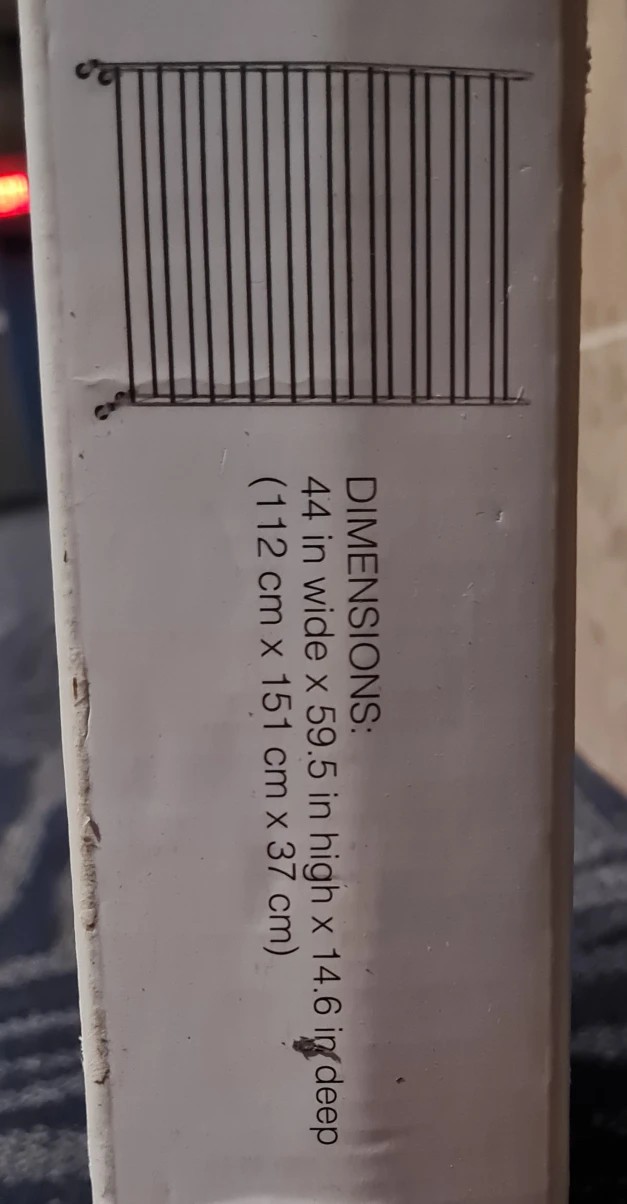 DIMENSIONS:
44 in wide x 59.5 in high x 14.6 in deep
(112 cm x 151 cm x 37 cm)